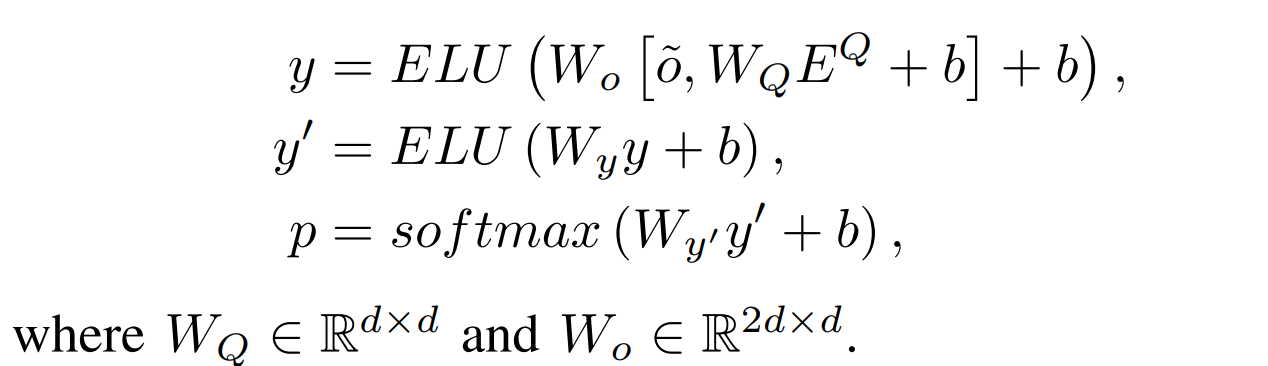 y = ELU (W_o [õ, W_Q E^Q + b] + b) ,
y′ = ELU (W_y y + b) ,
p = softmax (W_{y′} y′ + b) ,
where W_Q ∈ ℝ^{d×d} and W_o ∈ ℝ^{2d×d}.